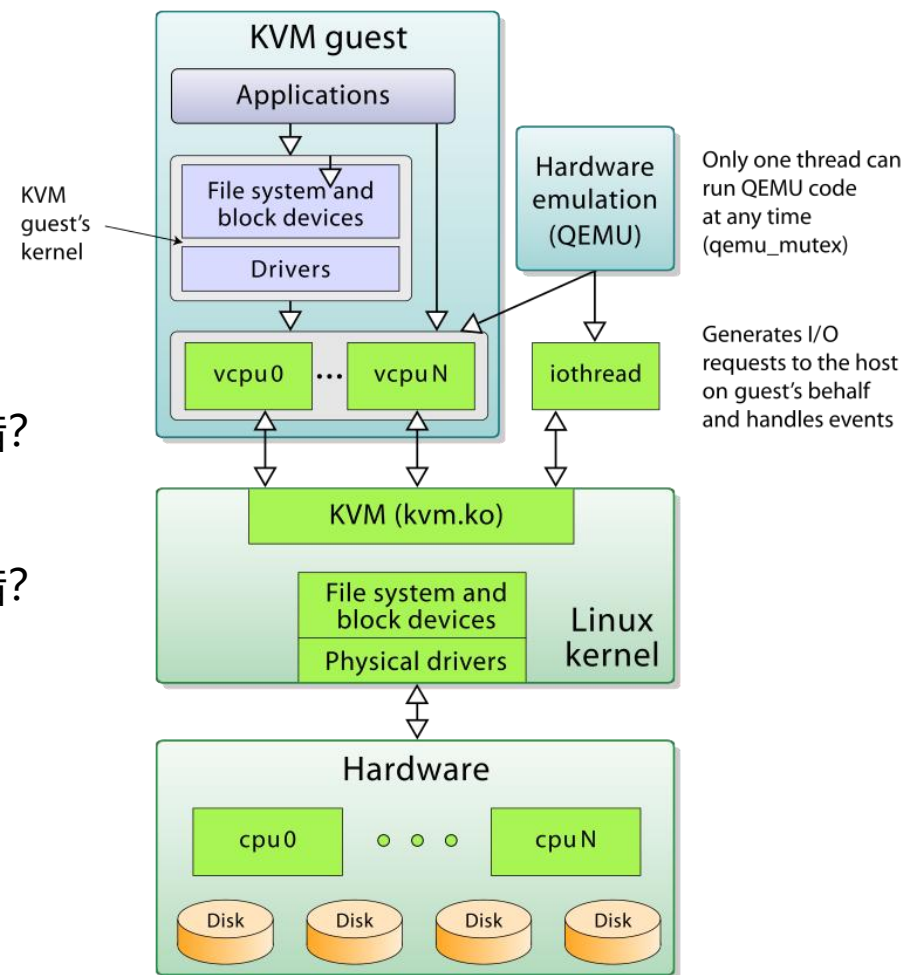 KVM guest
Applications
File system and
block devices
Drivers
KVM
guest's
kernel
vcpu0 ... vcpuN
Hardware
emulation
(QEMU)
Only one thread can
run QEMU code
at any time
(qemu_mutex)
iothread
Generates I/O
requests to the host
on guest's behalf
and handles events
?
?
KVM (kvm.ko)
File system and
block devices
Physical drivers
Linux
kernel
Hardware
cpu0
cpuN
Disk
Disk
Disk
Disk